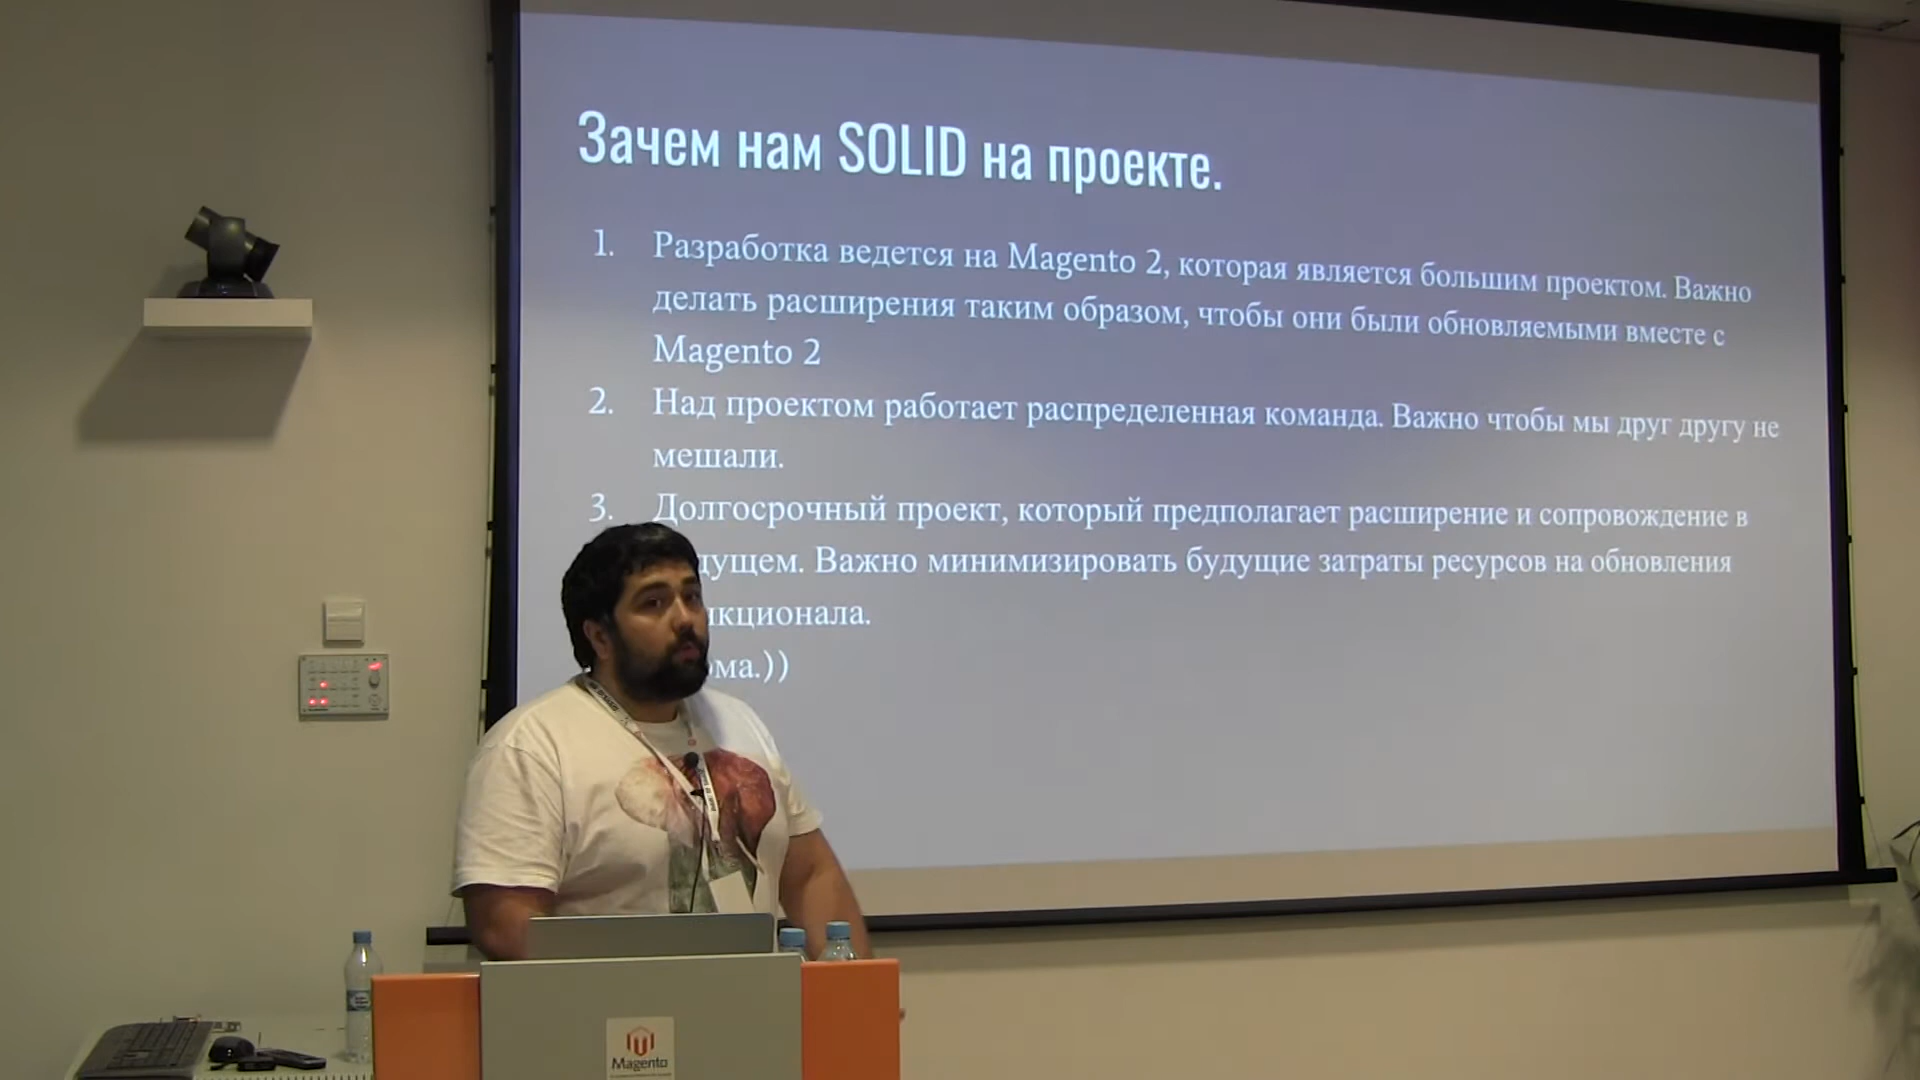 Зачем нам SOLID на проекте.
1. Разработка ведется на Magento 2, которая является большим проектом. Важно
делать расширения таким образом, чтобы они были обновляемыми вместе с
Magento 2
2. Над проектом работает распределенная команда. Важно чтобы мы друг другу не
мешали.
3. Долгосрочный проект, который предполагает расширение и сопровождение в
дущем. Важно минимизировать будущие затраты ресурсов на обновления
кционала.
ма.))
Magento